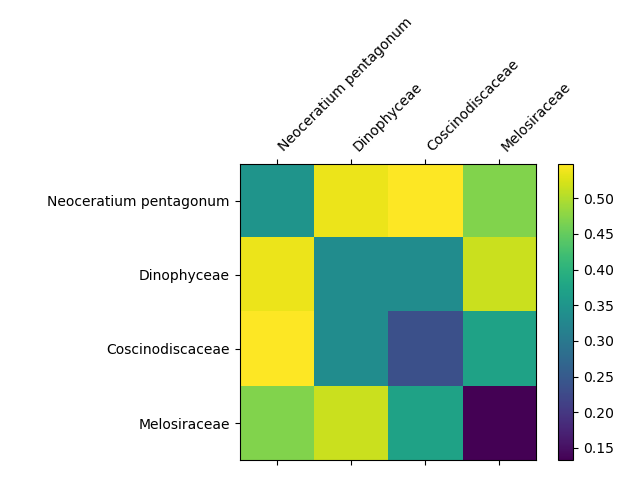 Neoceratium pentagonum
Dinophyceae
Coscinodiscaceae
Melosiraceae
Neoceratium pentagonum
Dinophyceae
Coscinodiscaceae
Melosiraceae
0.50
0.45
0.40
0.35
0.30
0.25
0.20
0.15